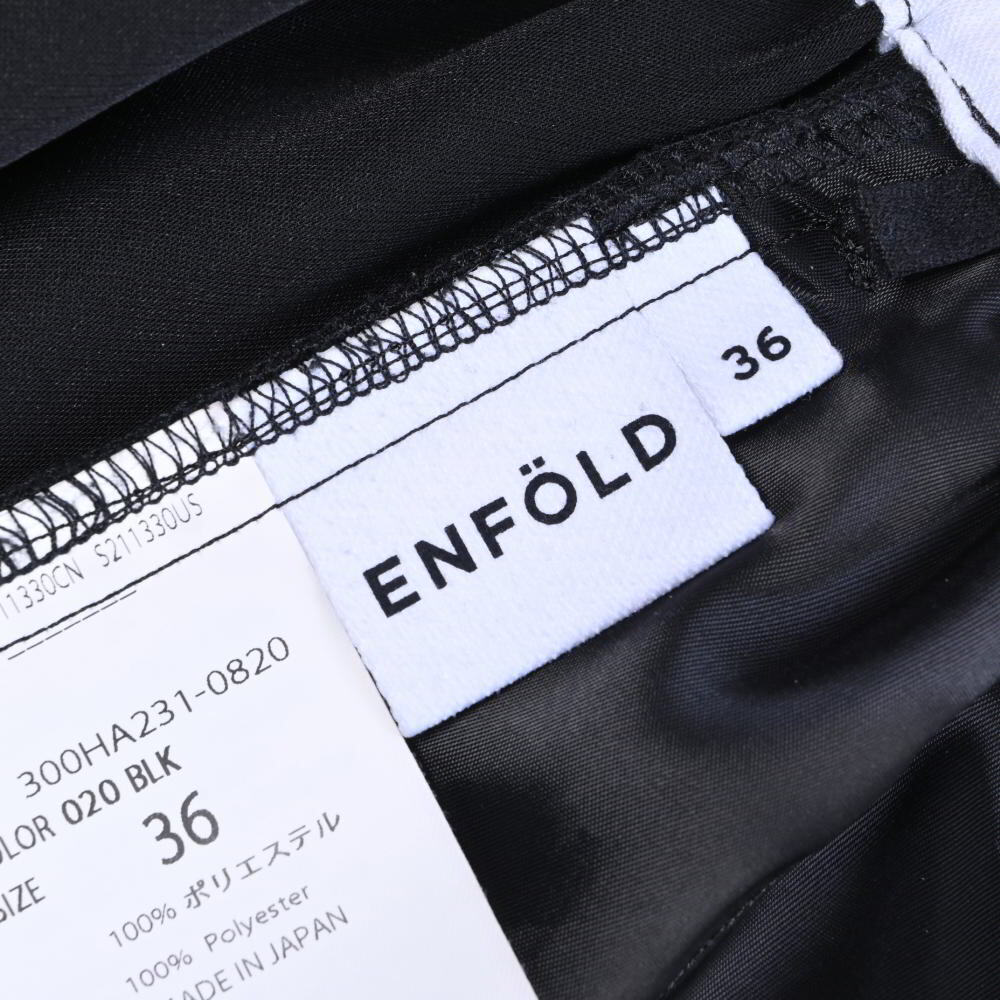 36
ENFÖLD
11330CN S211330US
300HA231-0820
COLOR 020 BLK
SIZE 36
100% ポリエステル
100% Polyester
MADE IN JAPAN